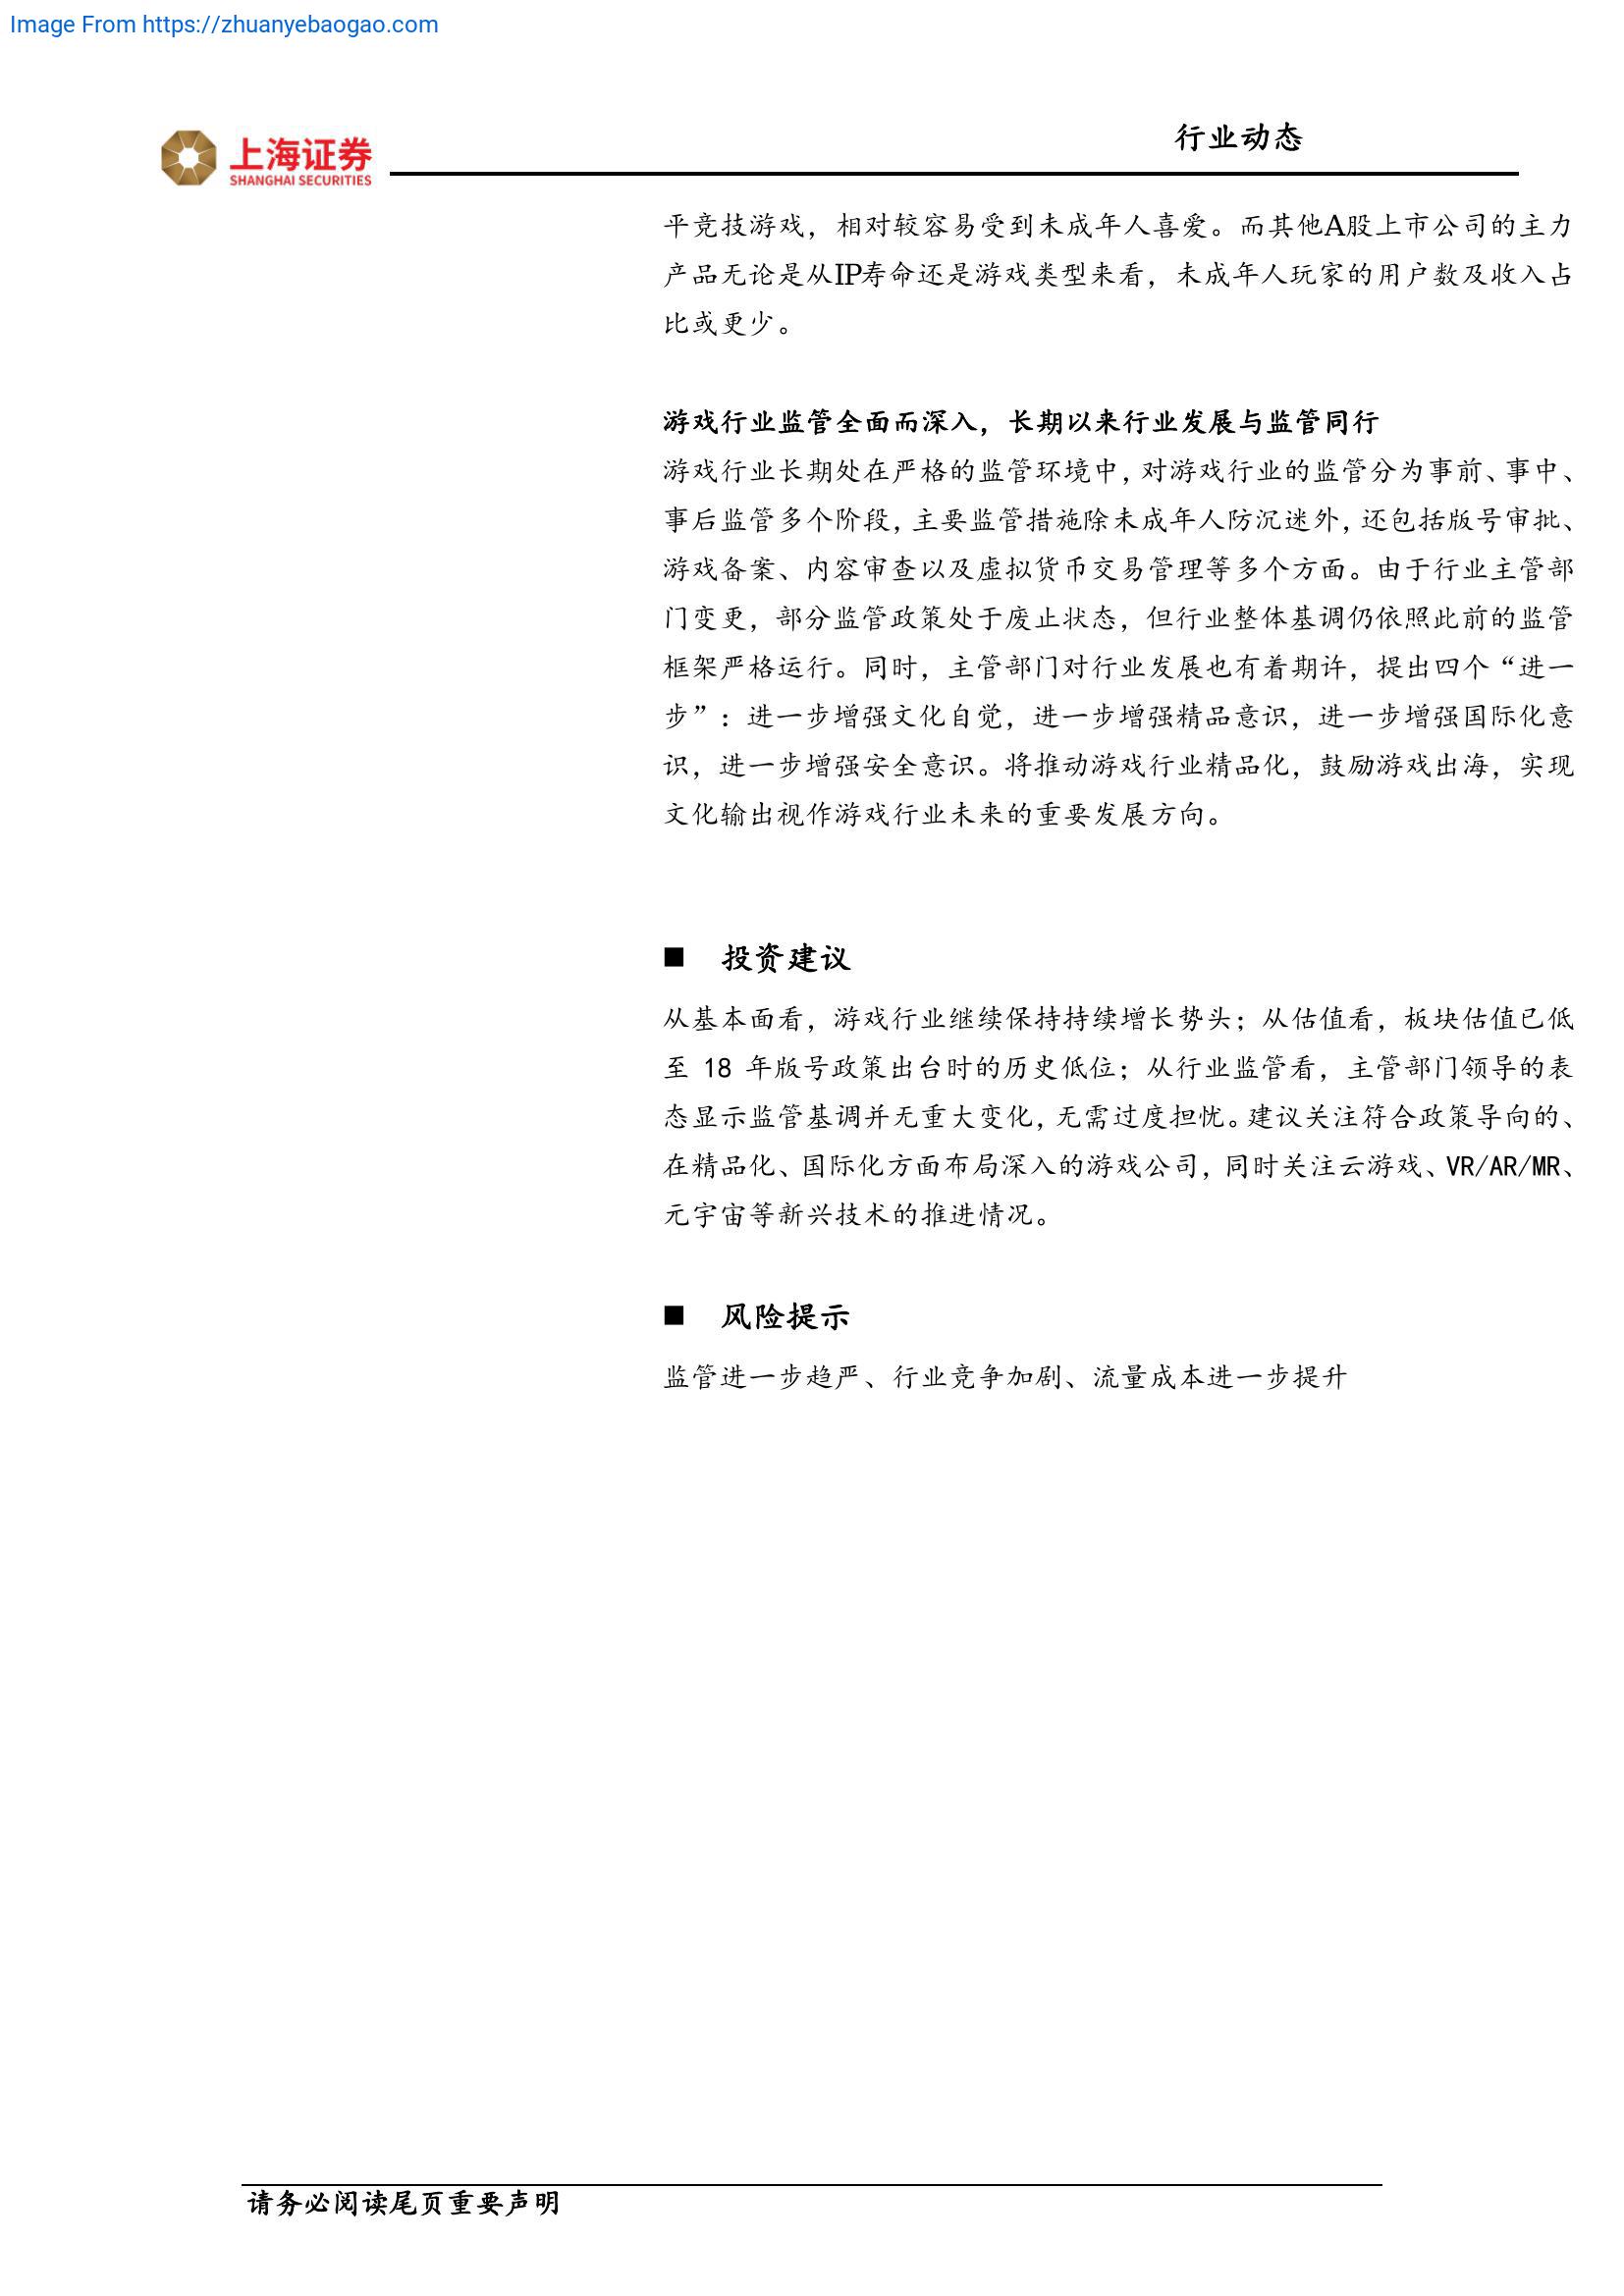 Image From https://zhuanyebaogao.com
上海证券
SHANGHAI SECURITIES
行业动态
平竞技游戏，相对较容易受到未成年人喜爱。而其他A股上市公司的主力
产品无论是从IP寿命还是游戏类型来看，未成年人玩家的用户数及收入占
比或更少。
游戏行业监管全面而深入，长期以来行业发展与监管同行
游戏行业长期处在严格的监管环境中，对游戏行业的监管分为事前、事中、
事后监管多个阶段，主要监管措施除未成年人防沉迷外，还包括版号审批、
游戏备案、内容审查以及虚拟货币交易管理等多个方面。由于行业主管部
门变更，部分监管政策处于废止状态，但行业整体基调仍依照此前的监管
框架严格运行。同时，主管部门对行业发展也有着期许，提出四个“进一
步”：进一步增强文化自觉，进一步增强精品意识，进一步增强国际化意
识，进一步增强安全意识。将推动游戏行业精品化，鼓励游戏出海，实现
文化输出视作游戏行业未来的重要发展方向。
■ 投资建议
从基本面看，游戏行业继续保持持续增长势头；从估值看，板块估值已低
至 18 年版号政策出台时的历史低位；从行业监管看，主管部门领导的表
态显示监管基调并无重大变化，无需过度担忧。建议关注符合政策导向的、
在精品化、国际化方面布局深入的游戏公司，同时关注云游戏、VR/AR/MR、
元宇宙等新兴技术的推进情况。
■ 风险提示
监管进一步趋严、行业竞争加剧、流量成本进一步提升
请务必阅读尾页重要声明